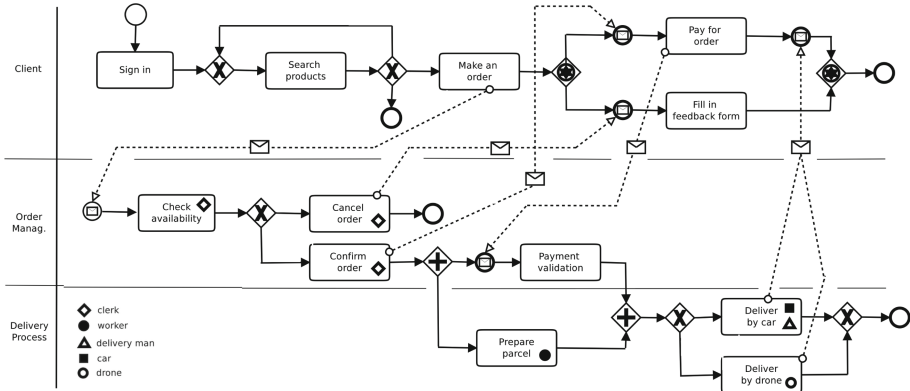 Client
Sign in
Search
products
Make an
order
Pay for
order
Fill in
feedback form
Order
Manag.
Check
availability
Cancel
order
Confirm
order
Payment
validation
Delivery
Process
clerk
worker
delivery man
car
drone
Prepare
parcel
Deliver
by car
Deliver
by drone